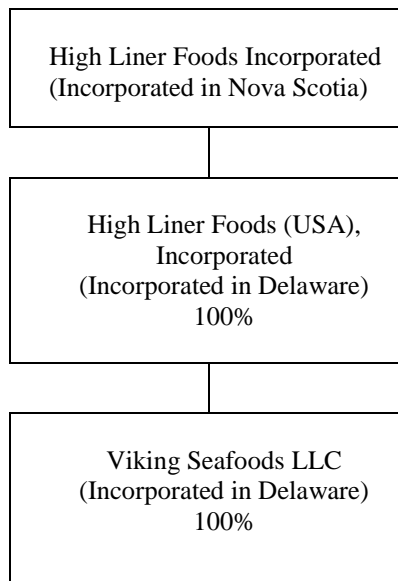 High Liner Foods Incorporated
(Incorporated in Nova Scotia)
High Liner Foods (USA),
Incorporated
(Incorporated in Delaware)
100%
Viking Seafoods LLC
(Incorporated in Delaware)
100%